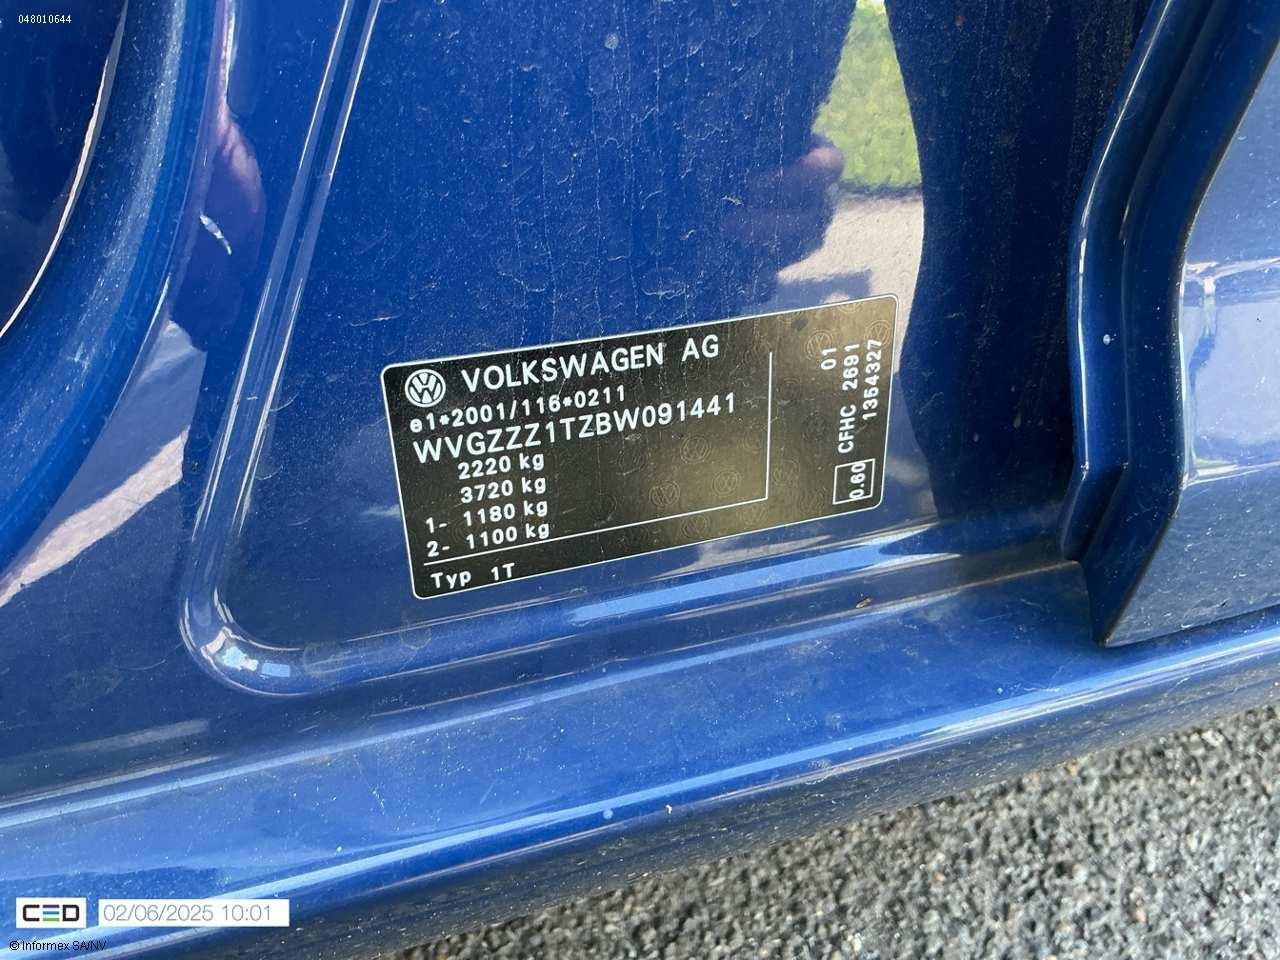 048010644
VOLKSWAGEN AG
e1*2001/116*0211
WVGZZZ1TZBW091441
2220 kg
3720 kg
1- 1180 kg
2- 1100 kg
Typ 1T
01
CFHC 2691
1354327
0.60
CED 02/06/2025 10:01
© Informex SA/NV